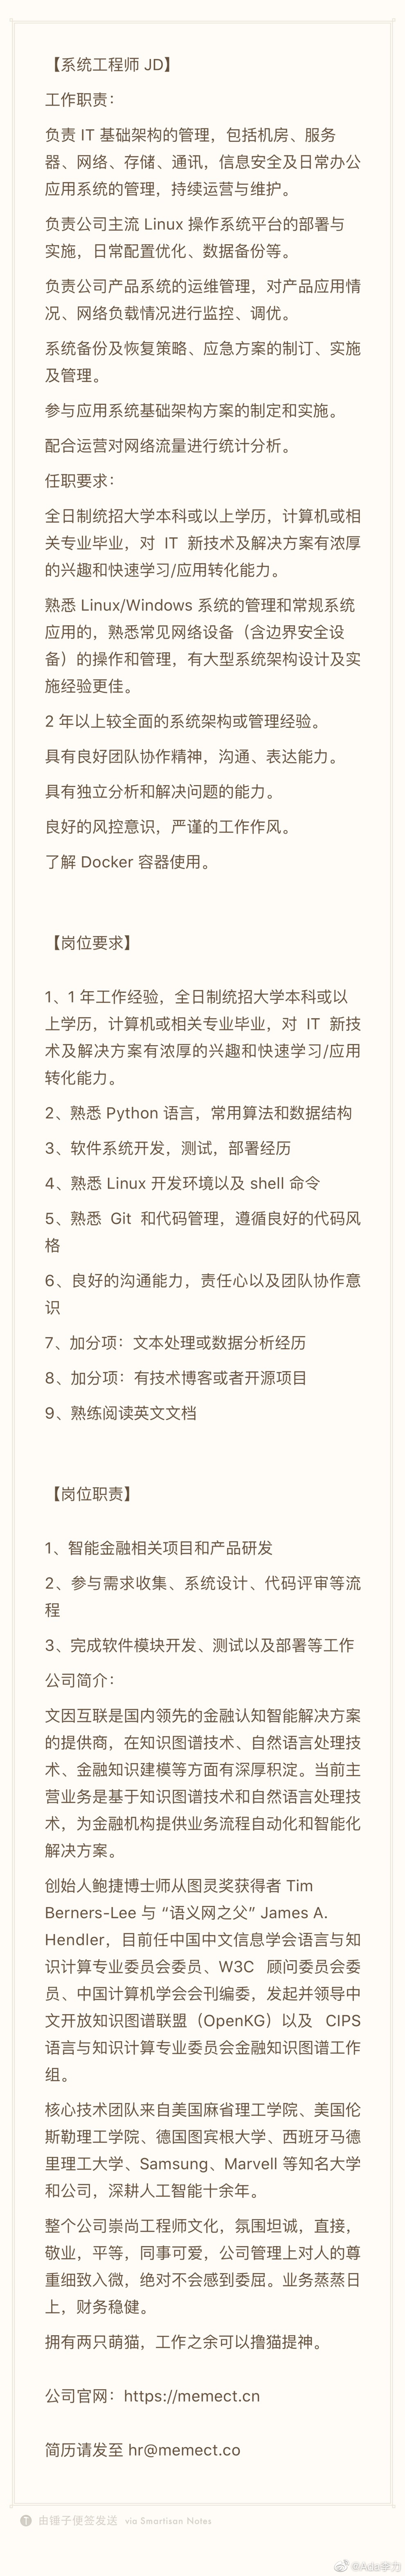 【系统工程师 JD】
工作职责：
负责 IT 基础架构的管理，包括机房、服务
器、网络、存储、通讯，信息安全及日常办公
应用系统的管理，持续运营与维护。
负责公司主流 Linux 操作系统平台的部署与
实施，日常配置优化、数据备份等。
负责公司产品系统的运维管理，对产品应用情
况、网络负载情况进行监控、调优。
系统备份及恢复策略、应急方案的制订、实施
及管理。
参与应用系统基础架构方案的制定和实施。
配合运营对网络流量进行统计分析。
任职要求：
全日制统招大学本科或以上学历，计算机或相
关专业毕业，对 IT 新技术及解决方案有浓厚
的兴趣和快速学习/应用转化能力。
熟悉 Linux/Windows 系统的管理和常规系统
应用的，熟悉常见网络设备（含边界安全设
备）的操作和管理，有大型系统架构设计及实
施经验更佳。
2 年以上较全面的系统架构或管理经验。
具有良好团队协作精神，沟通、表达能力。
具有独立分析和解决问题的能力。
良好的风控意识，严谨的工作作风。
了解 Docker 容器使用。
【岗位要求】
1、1 年工作经验，全日制统招大学本科或以
上学历，计算机或相关专业毕业，对 IT 新技
术及解决方案有浓厚的兴趣和快速学习/应用
转化能力。
2、熟悉 Python 语言，常用算法和数据结构
3、软件系统开发，测试，部署经历
4、熟悉 Linux 开发环境以及 shell 命令
5、熟悉 Git 和代码管理，遵循良好的代码风
格
6、良好的沟通能力，责任心以及团队协作意
识
7、加分项：文本处理或数据分析经历
8、加分项：有技术博客或者开源项目
9、熟练阅读英文文档
【岗位职责】
1、智能金融相关项目和产品研发
2、参与需求收集、系统设计、代码评审等流
程
3、完成软件模块开发、测试以及部署等工作
公司简介：
文因互联是国内领先的金融认知智能解决方案
的提供商，在知识图谱技术、自然语言处理技
术、金融知识建模等方面有深厚积淀。当前主
营业务是基于知识图谱技术和自然语言处理技
术，为金融机构提供业务流程自动化和智能化
解决方案。
创始人鲍捷博士师从图灵奖获得者 Tim
Berners-Lee 与 “语义网之父” James A.
Hendler，目前任中国中文信息学会语言与知
识计算专业委员会委员、W3C 顾问委员会委
员、中国计算机学会会刊编委，发起并领导中
文开放知识图谱联盟（OpenKG）以及 CIPS
语言与知识计算专业委员会金融知识图谱工作
组。
核心技术团队来自美国麻省理工学院、美国伦
斯勒理工学院、德国图宾根大学、西班牙马德
里理工大学、Samsung、Marvell 等知名大学
和公司，深耕人工智能十余年。
整个公司崇尚工程师文化，氛围坦诚，直接，
敬业，平等，同事可爱，公司管理上对人的尊
重细致入微，绝对不会感到委屈。业务蒸蒸日
上，财务稳健。
拥有两只萌猫，工作之余可以撸猫提神。
公司官网：https://memect.cn
简历请发至 hr@memect.co
由锤子便签发送 via Smartisan Notes